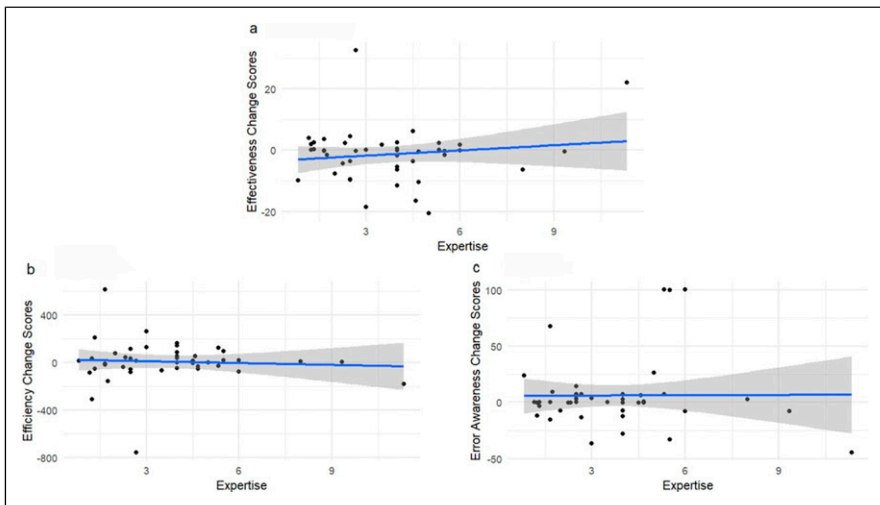 a
Effectiveness Change Scores
20
0
-20
3 6 9
Expertise
b
Efficiency Change Scores
400
0
-400
-800
3 6 9
Expertise
c
Error Awareness Change Scores
100
50
0
-50
3 6 9
Expertise